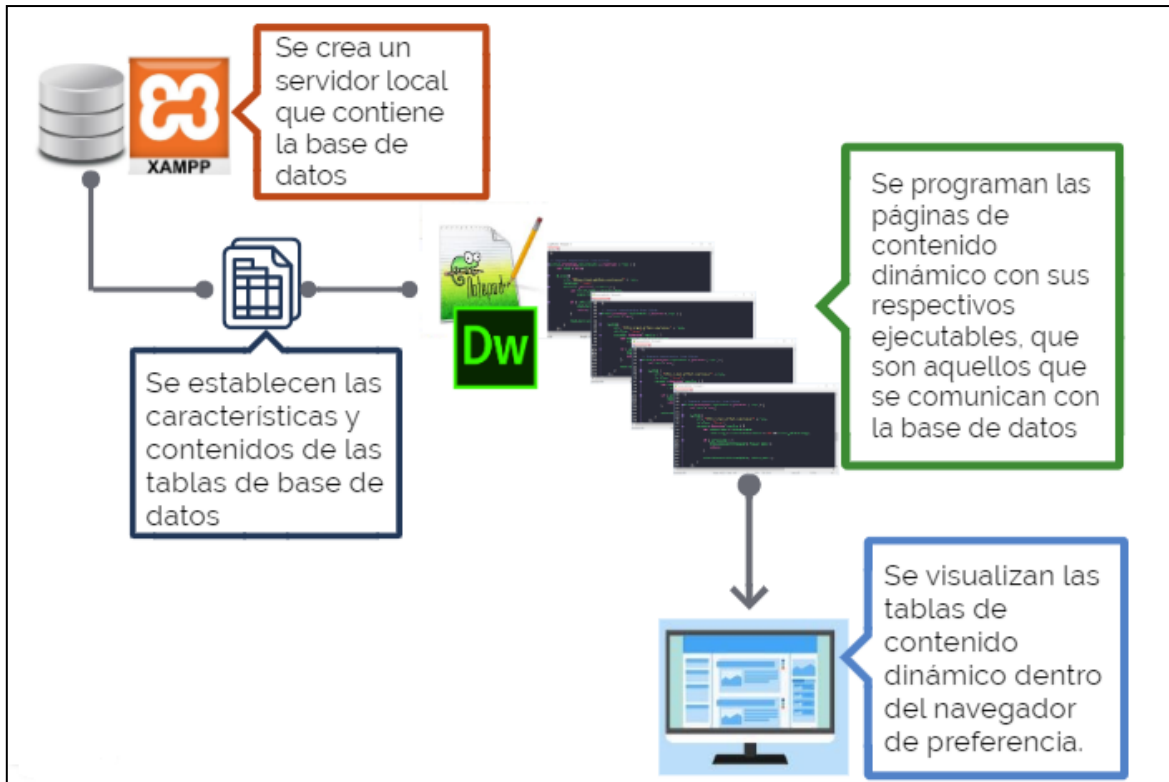 Se crea un
servidor local
que contiene
la base de
datos
XAMPP
Notepad++
Dw
Se programan las
páginas de
contenido
dinámico con sus
respectivos
ejecutables, que
son aquellos que
se comunican con
la base de datos
Se establecen las
características y
contenidos de las
tablas de base de
datos
Se visualizan las
tablas de
contenido
dinámico dentro
del navegador
de preferencia.